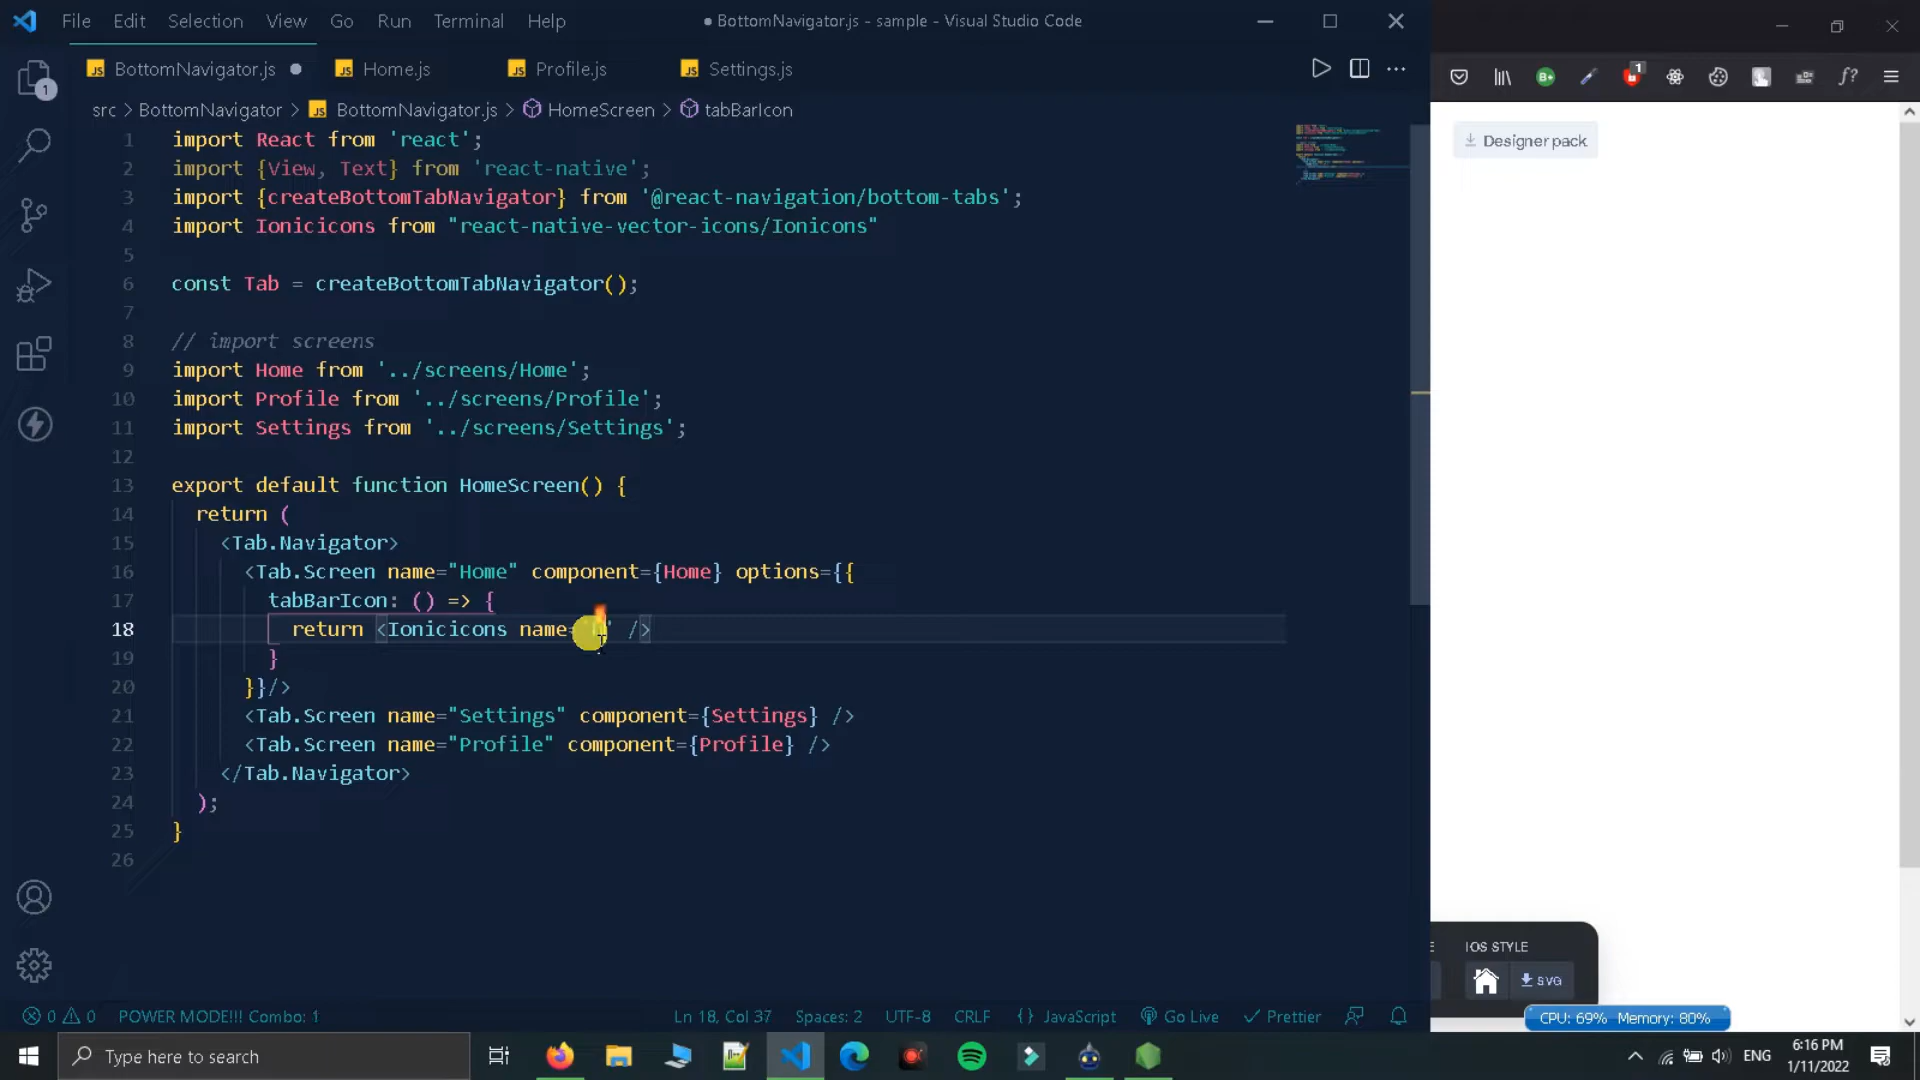 File Edit Selection View Go Run Terminal Help ● BottomNavigator.js - sample - Visual Studio Code
JS BottomNavigator.js ● JS Home.js JS Profile.js JS Settings.js
1
src > BottomNavigator > JS BottomNavigator.js > HomeScreen > tabBarIcon
1 import React from 'react';
2 import {View, Text} from 'react-native';
3 import {createBottomTabNavigator} from '@react-navigation/bottom-tabs';
4 import Ionicicons from "react-native-vector-icons/Ionicons"
5
6 const Tab = createBottomTabNavigator();
7
8 // import screens
9 import Home from '../screens/Home';
10 import Profile from '../screens/Profile';
11 import Settings from '../screens/Settings';
12
13 export default function HomeScreen() {
14 return (
15 <Tab.Navigator>
16 <Tab.Screen name="Home" component={Home} options={{
17 tabBarIcon: () => {
18 return <Ionicicons name= ' />
19 }
20 }}/>
21 <Tab.Screen name="Settings" component={Settings} />
22 <Tab.Screen name="Profile" component={Profile} />
23 </Tab.Navigator>
24 );
25 }
26
0 0 POWER MODE!!! Combo: 1 Ln 18, Col 37 Spaces: 2 UTF-8 CRLF {} JavaScript Go Live Prettier
B+ 1 f?
Designer pack
E IOS STYLE
SVG
CPU: 69% Memory: 80%
Type here to search
ENG 6:16 PM
1/11/2022